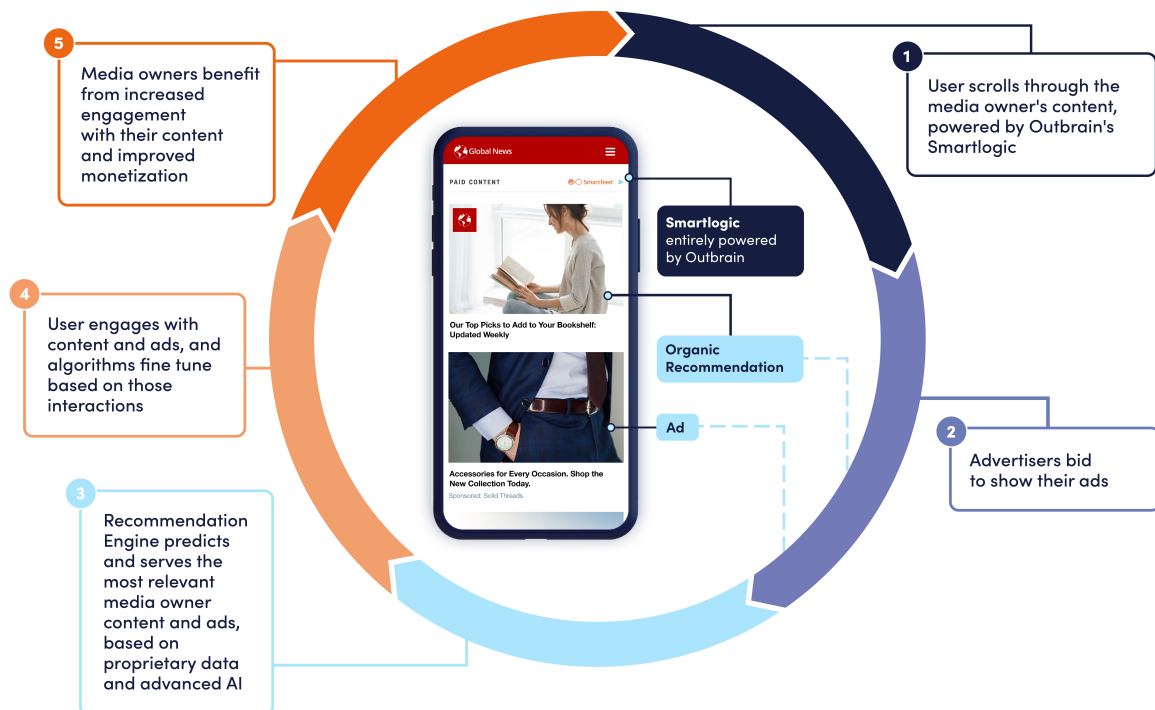 1
User scrolls through the
media owner's content,
powered by Outbrain's
Smartlogic
2
Advertisers bid
to show their ads
3
Recommendation
Engine predicts
and serves the
most relevant
media owner
content and ads,
based on
proprietary data
and advanced AI
4
User engages with
content and ads, and
algorithms fine tune
based on those
interactions
5
Media owners benefit
from increased
engagement
with their content
and improved
monetization
Global News
PAID CONTENT
Smartfeed
Our Top Picks to Add to Your Bookshelf:
Updated Weekly
Accessories for Every Occasion. Shop the
New Collection Today.
Sponsored: Solid Threads
Smartlogic
entirely powered
by Outbrain
Organic
Recommendation
Ad